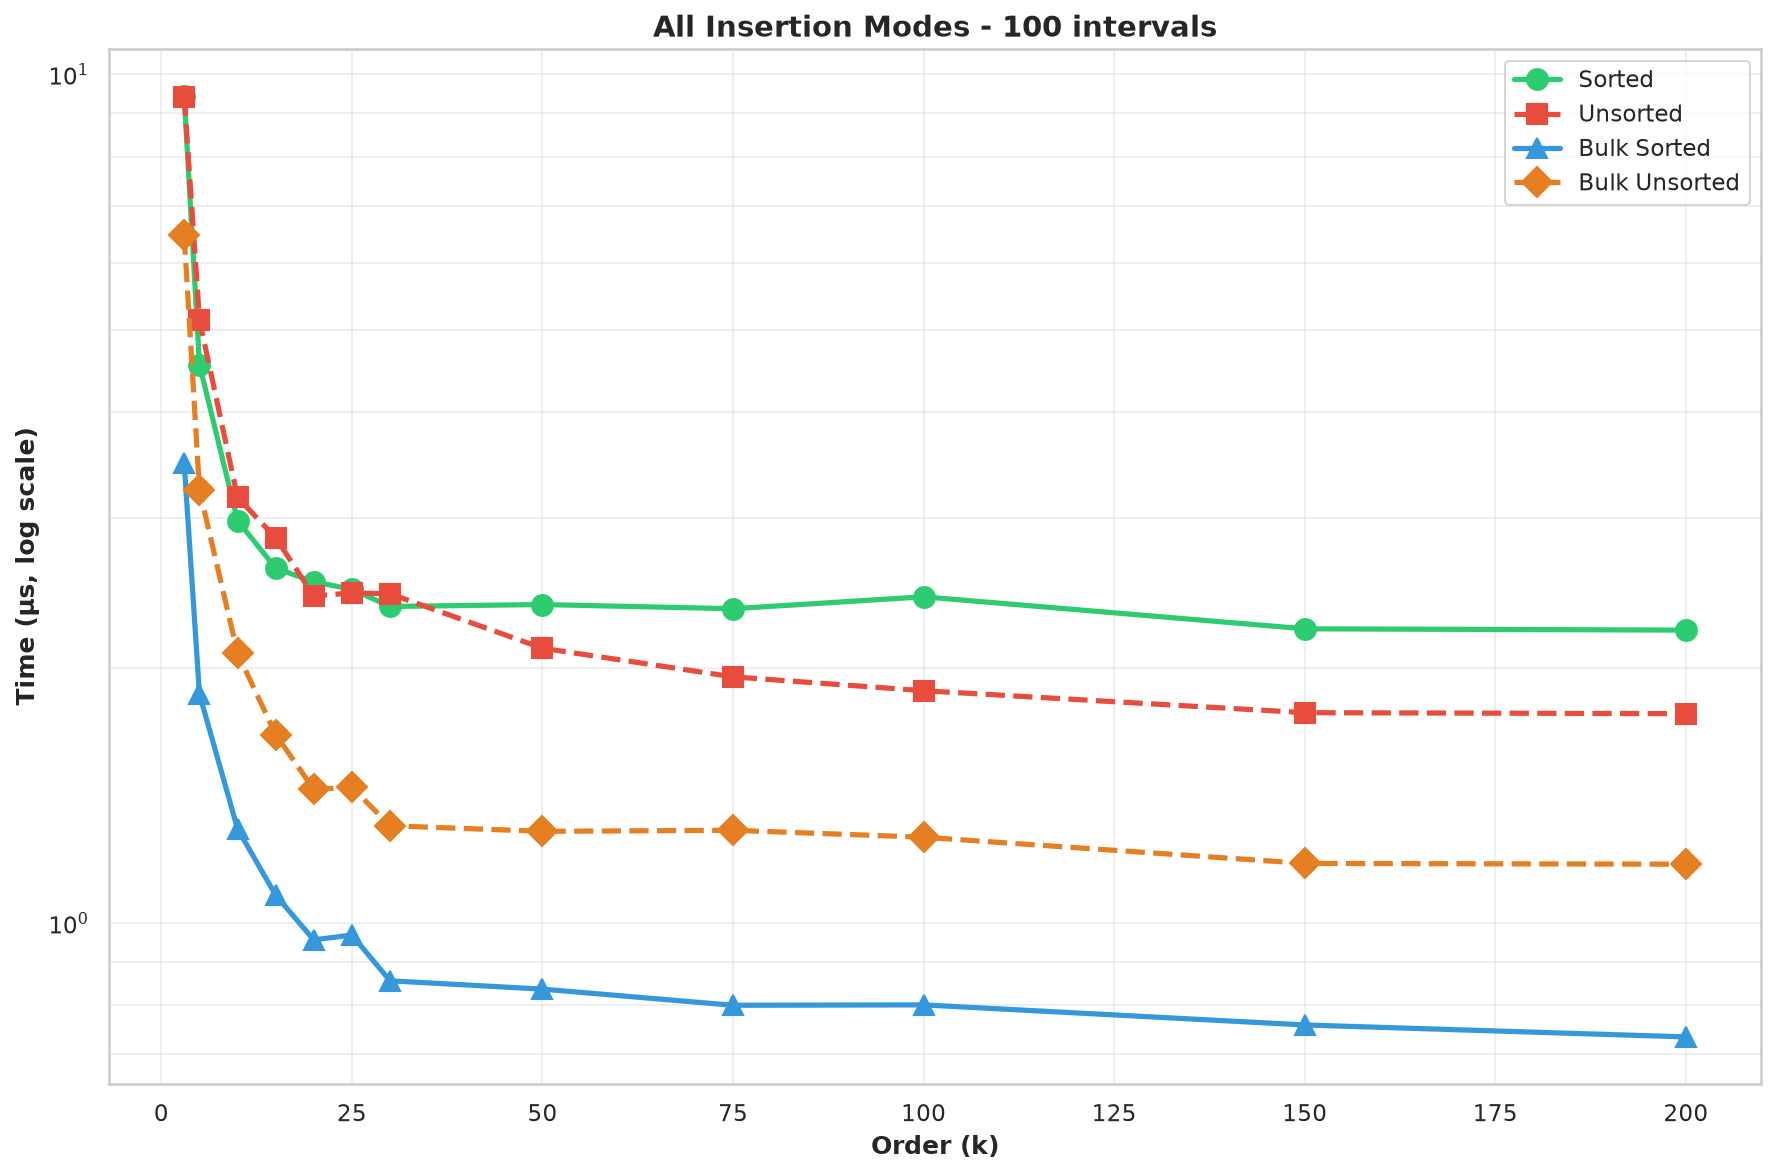 All Insertion Modes - 100 intervals
10¹
Sorted
Unsorted
Bulk Sorted
Bulk Unsorted
Time (µs, log scale)
10⁰
0 25 50 75 100 125 150 175 200
Order (k)